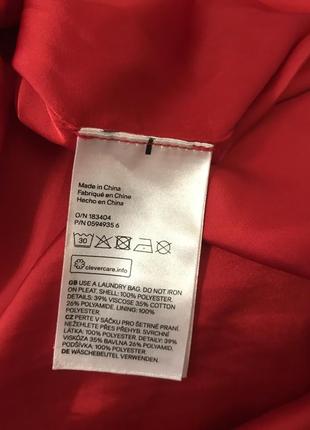 Made in China
Fabriqué en Chine
Hecho en China
O/N 183404
P/N 0594935 6
30
clevercare.info
GB USE A LAUNDRY BAG. DO NOT IRON
ON PLEAT. SHELL: 100% POLYESTER.
DETAILS: 39% VISCOSE 35% COTTON
26% POLYAMIDE. LINING: 100%
POLYESTER.
CZ PERTE V SÁČKU PRO ŠETRNÉ PRANÍ.
NEŽEHLETE PŘES PŘEHYB. SVRCHNÍ
LÁTKA: 100% POLYESTER. DETAILY: 39%
VISKÓZA 35% BAVLNA 26% POLYAMID.
PODŠÍVKA: 100% POLYESTER.
DE WÄSCHEBEUTEL VERWENDEN.